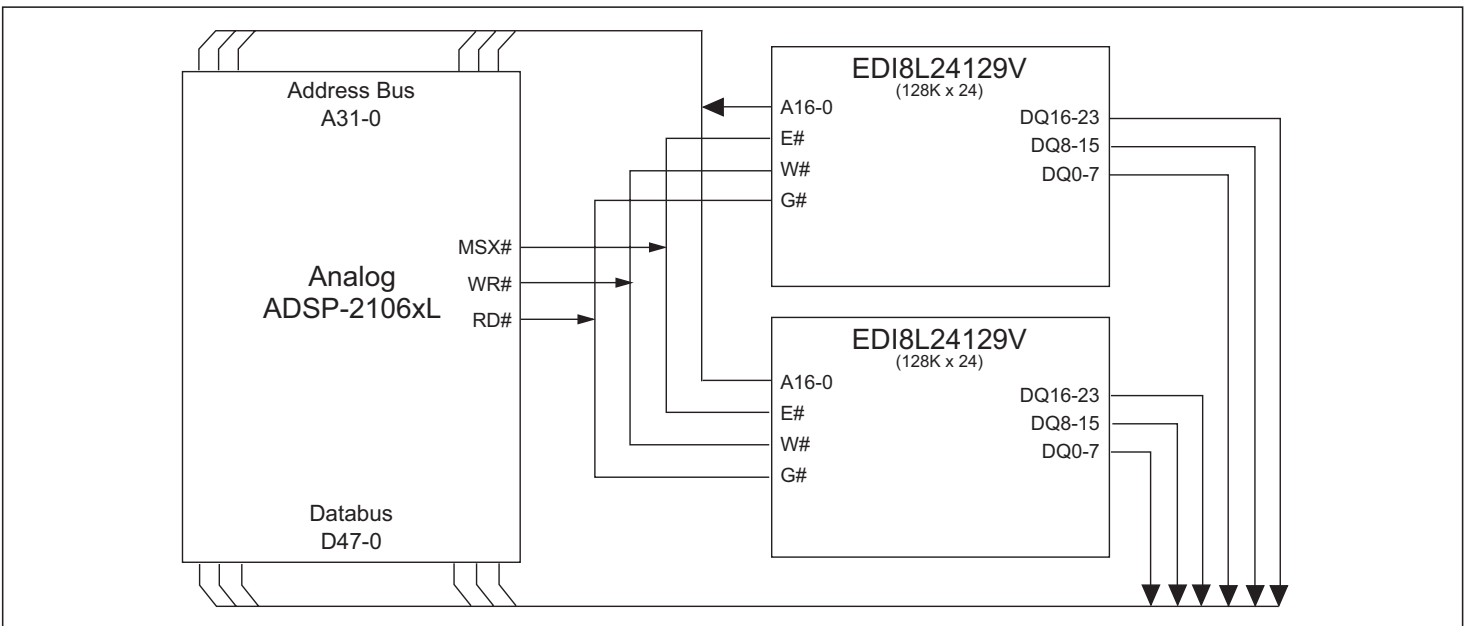 Address Bus
A31-0
MSX#
Analog
ADSP-2106xL
WR#
RD#
Databus
D47-0
EDI8L24129V
(128K x 24)
A16-0
E#
W#
G#
DQ16-23
DQ8-15
DQ0-7
EDI8L24129V
(128K x 24)
A16-0
E#
W#
G#
DQ16-23
DQ8-15
DQ0-7